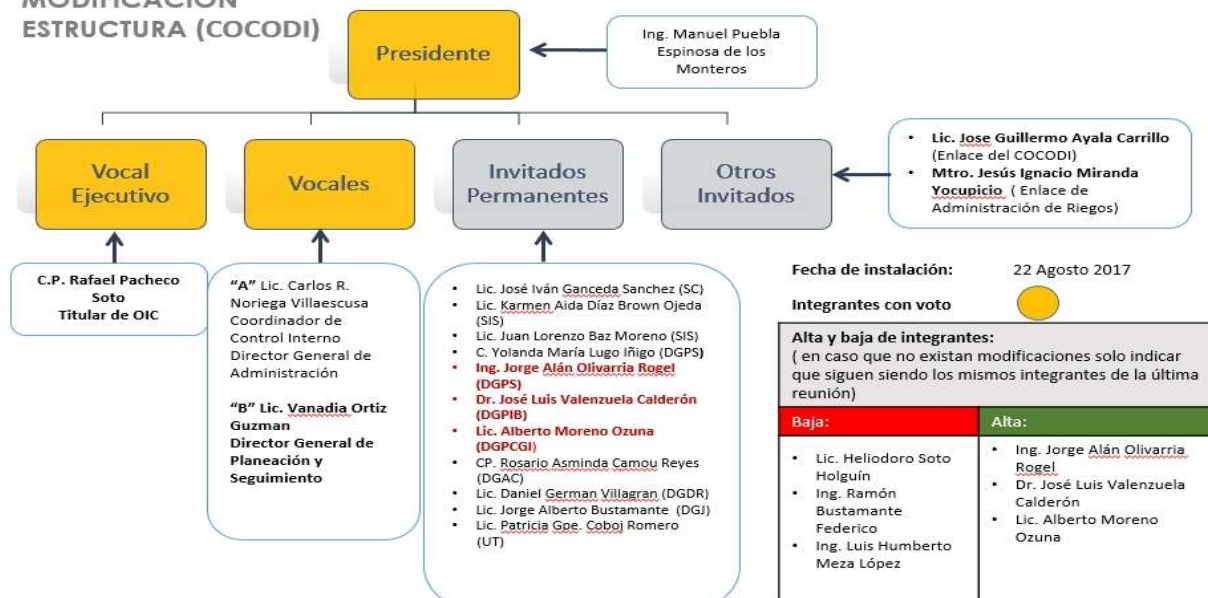 MODIFICACIÓN
ESTRUCTURA (COCODI)
Presidente
Ing. Manuel Puebla
Espinosa de los
Monteros
Vocal
Ejecutivo
Vocales
Invitados
Permanentes
Otros
Invitados
• Lic. Jose Guillermo Ayala Carrillo
(Enlace del COCODI)
• Mtro. Jesús Ignacio Miranda
Yocupicio ( Enlace de
Administración de Riegos)
C.P. Rafael Pacheco
Soto
Titular de OIC
"A" Lic. Carlos R.
Noriega Villaescusa
Coordinador de
Control Interno
Director General de
Administración
"B" Lic. Vanadia Ortiz
Guzman
Director General de
Planeación y
Seguimiento
• Lic. José Iván Ganceda Sanchez (SC)
• Lic. Karmen Aida Díaz Brown Ojeda
(SIS)
• Lic. Juan Lorenzo Baz Moreno (SIS)
• C. Yolanda María Lugo Iñigo (DGPS)
• Ing. Jorge Alán Olivarria Rogel
(DGPS)
• Dr. José Luis Valenzuela Calderón
(DGPIB)
• Lic. Alberto Moreno Ozuna
(DGPCGI)
• CP. Rosario Asminda Camou Reyes
(DGAC)
• Lic. Daniel German Villagran (DGDR)
• Lic. Jorge Alberto Bustamante (DGJ)
• Lic. Patricia Gpe. Coboj Romero
(UT)
Fecha de instalación: 22 Agosto 2017
Integrantes con voto
Alta y baja de integrantes:
( en caso que no existan modificaciones solo indicar
que siguen siendo los mismos integrantes de la última
reunión)
Baja:
• Lic. Heliodoro Soto
Holguín
• Ing. Ramón
Bustamante
Federico
• Ing. Luis Humberto
Meza López
Alta:
• Ing. Jorge Alán Olivarria
Rogel
• Dr. José Luis Valenzuela
Calderón
• Lic. Alberto Moreno
Ozuna